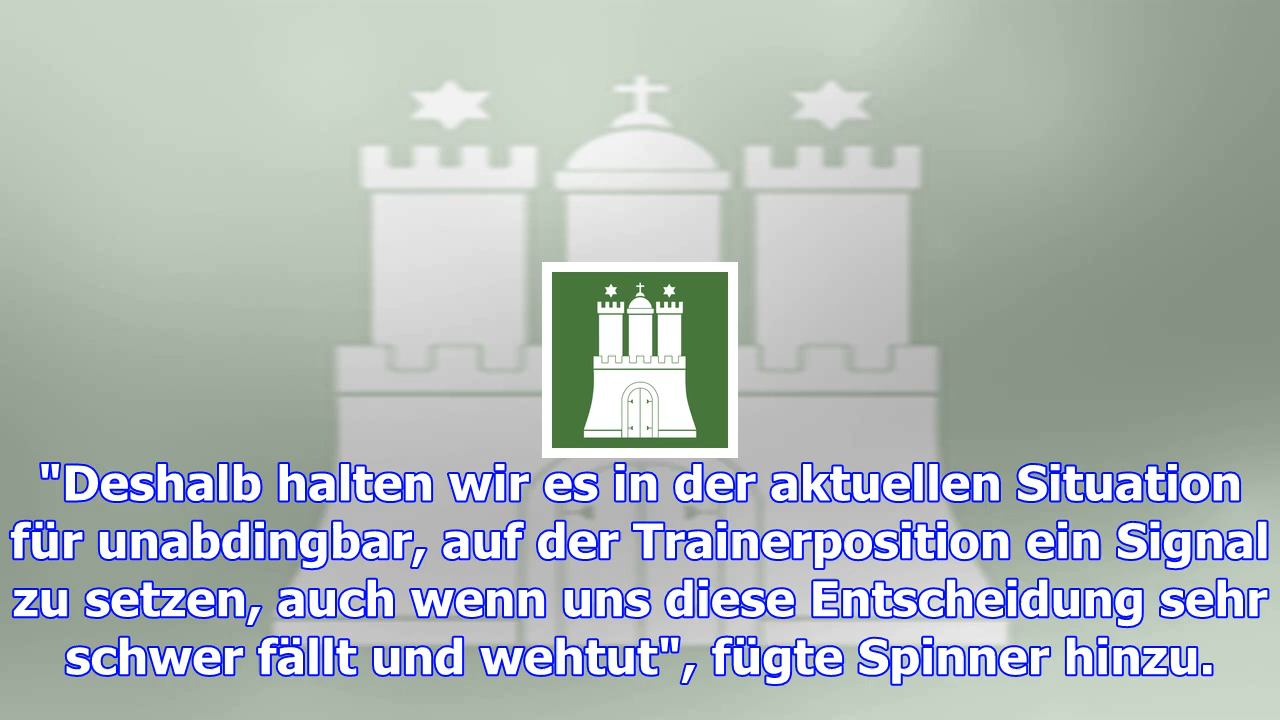 "Deshalb halten wir es in der aktuellen Situation
für unabdingbar, auf der Trainerposition ein Signal
zu setzen, auch wenn uns diese Entscheidung sehr
schwer fällt und wehtut", fügte Spinner hinzu.